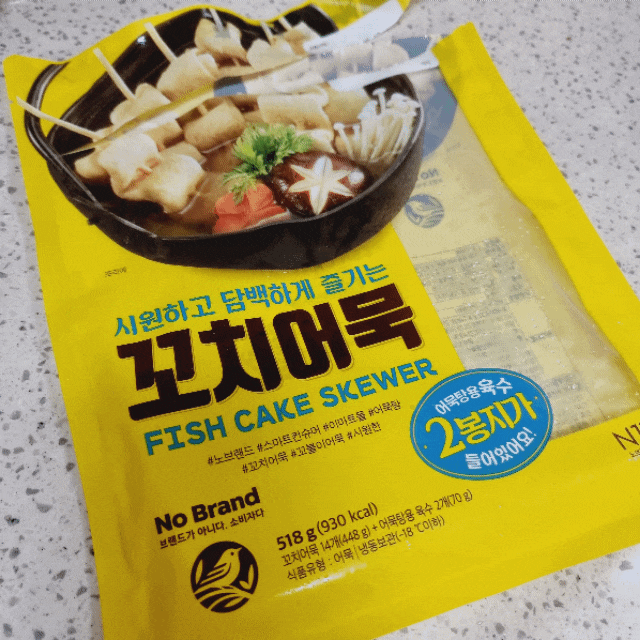 시원하고 담백하게 즐기는
꼬치어묵
FISH CAKE SKEWER
#노브랜드 #스마트컨슈머 #이마트몰 #어묵탕
#꼬치어묵 #꼬불이어묵 #시원한
어묵탕용 육수
2봉지가
들어있어요!
No Brand
브랜드가 아니다. 소비자다
518 g (930 kcal)
꼬치어묵 14개(448 g) + 어묵탕용 육수 2개(70 g)
식품유형 : 어묵 | 냉동보관(-18℃이하)